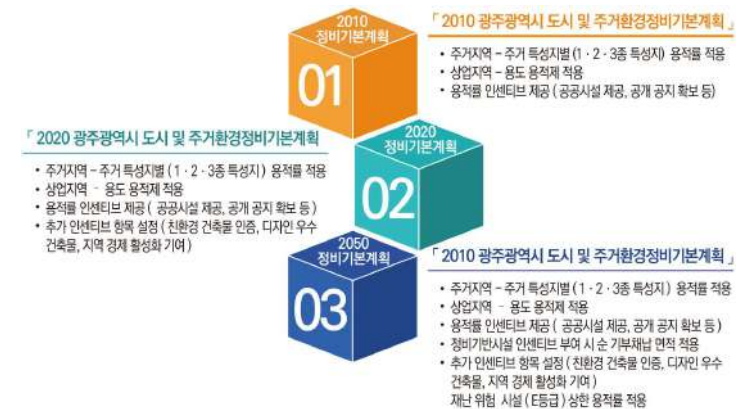 2010
정비기본계획
01
「 2010 광주광역시 도시 및 주거환경정비기본계획 」
• 주거지역 – 주거 특성지별 (1 · 2 · 3종 특성지) 용적률 적용
• 상업지역 – 용도 용적제 적용
• 용적률 인센티브 제공 ( 공공시설 제공, 공개 공지 확보 등)
2020
정비기본계획
02
「 2020 광주광역시 도시 및 주거환경정비기본계획
• 주거지역 – 주거 특성지별 ( 1 · 2 · 3종 특성지 ) 용적률 적용
• 상업지역 – 용도 용적제 적용
• 용적률 인센티브 제공 ( 공공시설 제공, 공개 공지 확보 등 )
• 추가 인센티브 항목 설정 ( 친환경 건축물 인증, 디자인 우수
건축물, 지역 경제 활성화 기여 )
2050
정비기본계획
03
「 2010 광주광역시 도시 및 주거환경정비기본계획 」
• 주거지역 – 주거 특성지별 ( 1 · 2 · 3종 특성지 ) 용적률 적용
• 상업지역 – 용도 용적제 적용
• 용적률 인센티브 제공 ( 공공시설 제공, 공개 공지 확보 등 )
• 정비기반시설 인센티브 부여 시 순 기부채납 면적 적용
• 추가 인센티브 항목 설정 ( 친환경 건축물 인증, 디자인 우수
건축물, 지역 경제 활성화 기여 )
재난 위험 시설 ( E등급 ) 상한 용적률 적용